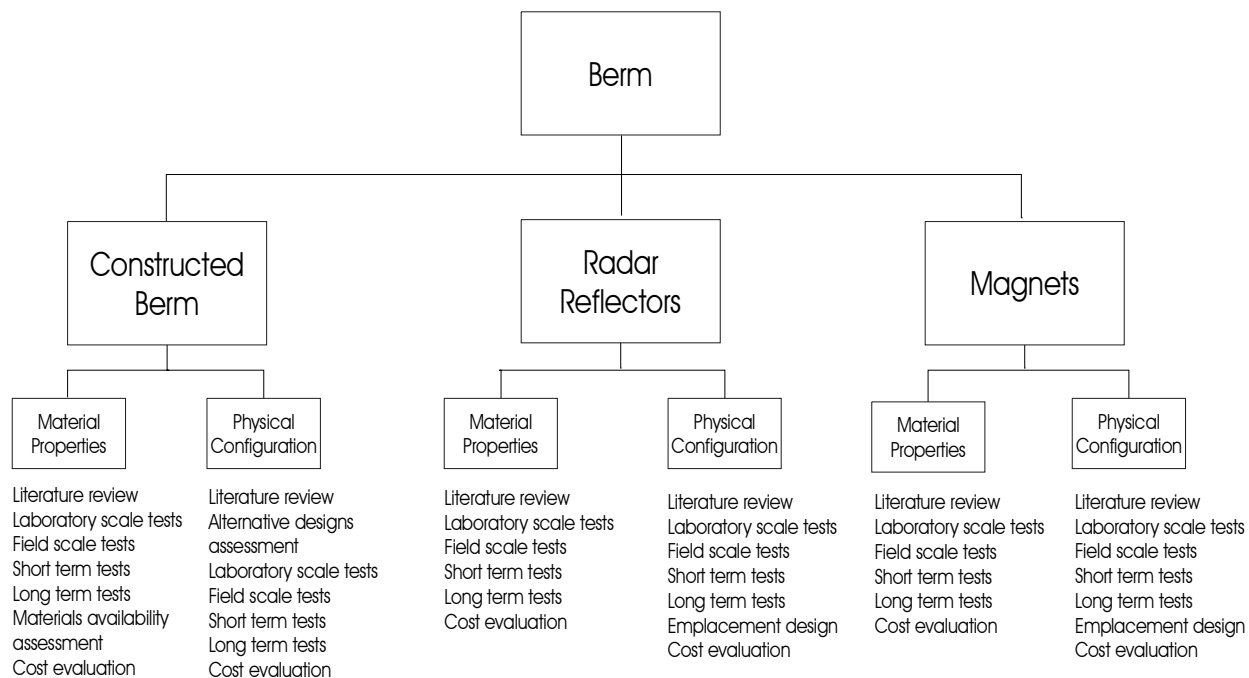 Berm
Constructed
Berm
Radar
Reflectors
Magnets
Material
Properties
Physical
Configuration
Material
Properties
Physical
Configuration
Material
Properties
Physical
Configuration
Literature review
Laboratory scale tests
Field scale tests
Short term tests
Long term tests
Materials availability
assessment
Cost evaluation
Literature review
Alternative designs
assessment
Laboratory scale tests
Field scale tests
Short term tests
Long term tests
Cost evaluation
Literature review
Laboratory scale tests
Field scale tests
Short term tests
Long term tests
Cost evaluation
Literature review
Laboratory scale tests
Field scale tests
Short term tests
Long term tests
Emplacement design
Cost evaluation
Literature review
Laboratory scale tests
Field scale tests
Short term tests
Long term tests
Cost evaluation
Literature review
Laboratory scale tests
Field scale tests
Short term tests
Long term tests
Emplacement design
Cost evaluation